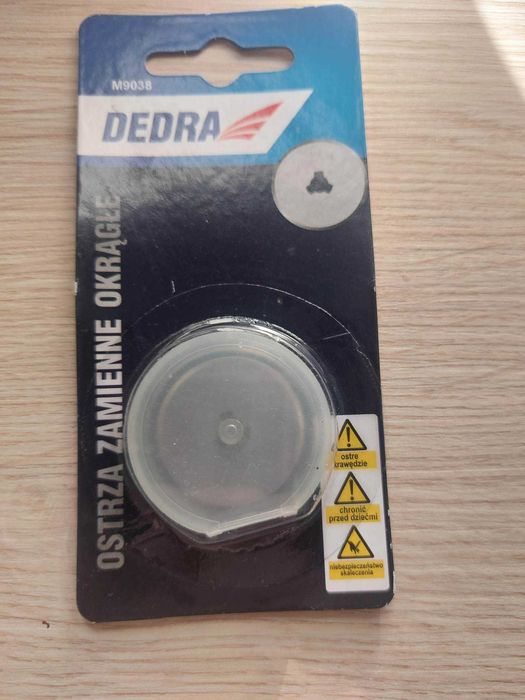 M9038
DEDRA
OSTRZA ZAMIENNE OKRĄGŁE
ostre
krawędzie
chronić
przed dziećmi
niebezpieczeństwo
skaleczenia